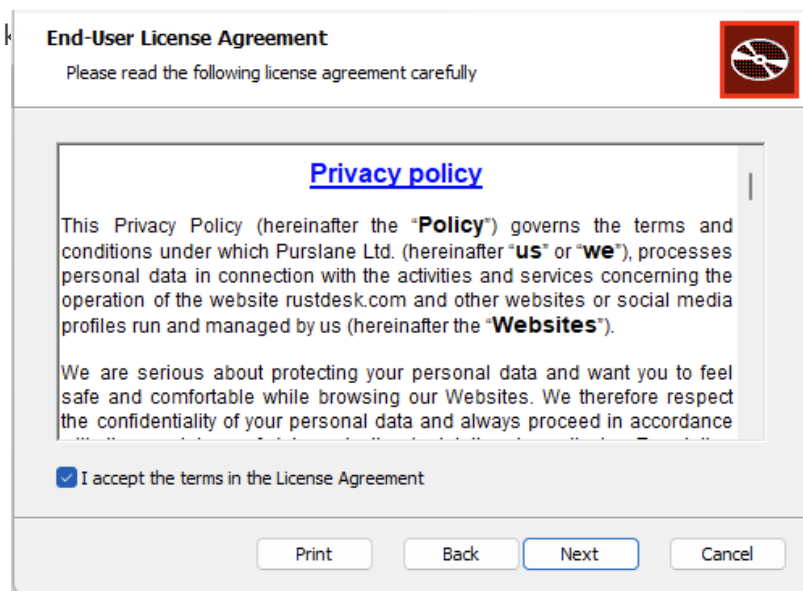 End-User License Agreement
Please read the following license agreement carefully
Privacy policy
This Privacy Policy (hereinafter the “Policy”) governs the terms and
conditions under which Purslane Ltd. (hereinafter “us” or “we”), processes
personal data in connection with the activities and services concerning the
operation of the website rustdesk.com and other websites or social media
profiles run and managed by us (hereinafter the “Websites”).
We are serious about protecting your personal data and want you to feel
safe and comfortable while browsing our Websites. We therefore respect
the confidentiality of your personal data and always proceed in accordance
I accept the terms in the License Agreement
Print Back Next Cancel